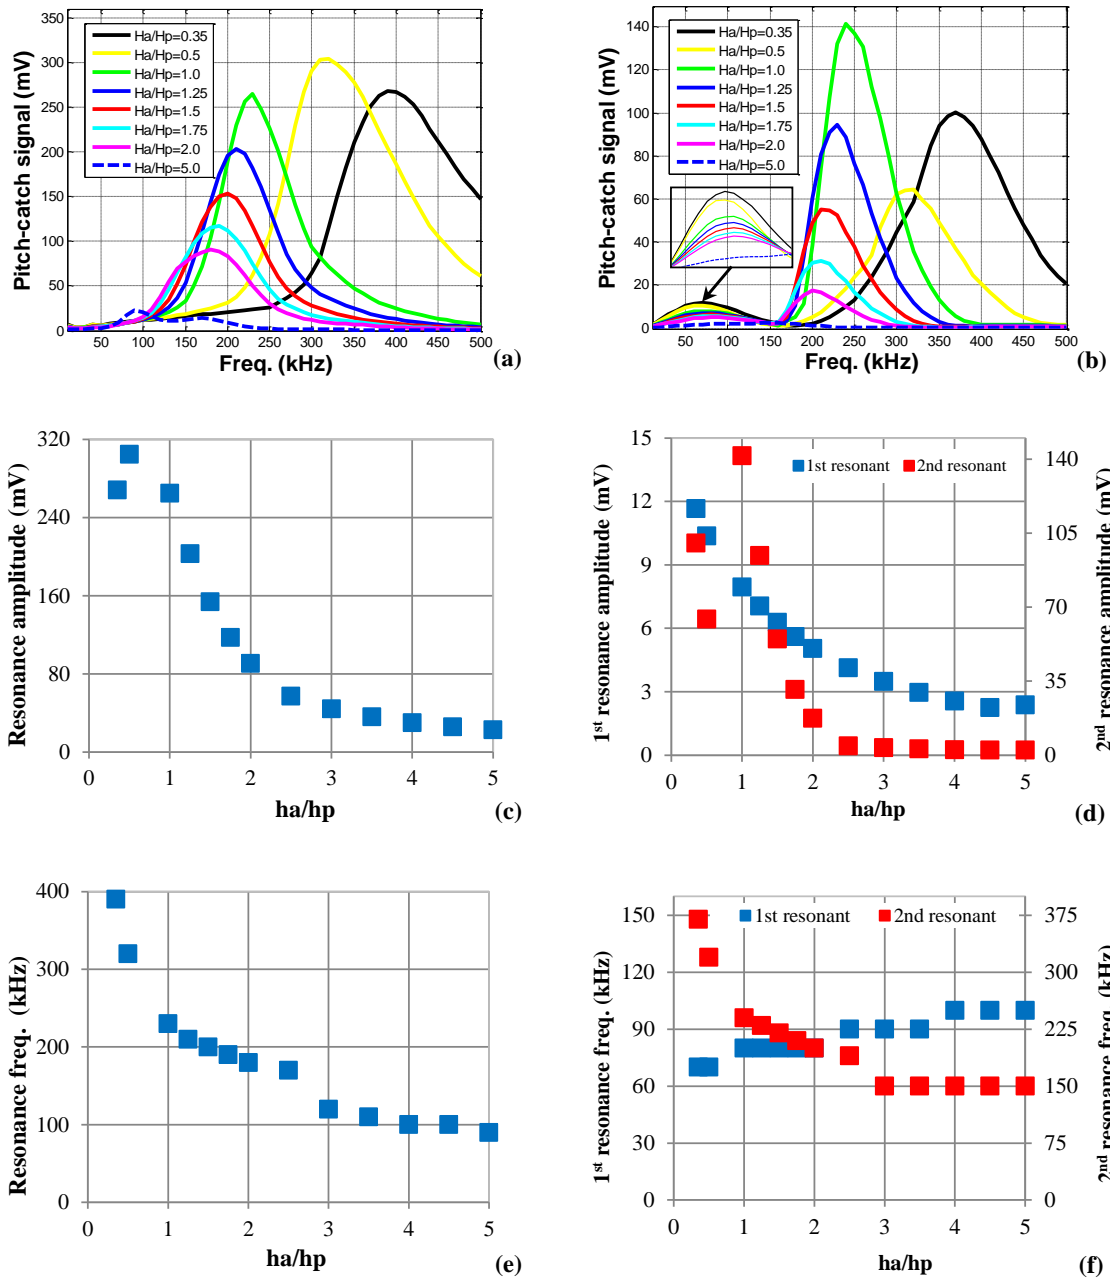 350
300
250
200
150
100
50
0
Pitch-catch signal (mV)
Ha/Hp=0.35
Ha/Hp=0.5
Ha/Hp=1.0
Ha/Hp=1.25
Ha/Hp=1.5
Ha/Hp=1.75
Ha/Hp=2.0
Ha/Hp=5.0
50 100 150 200 250 300 350 400 450 500
Freq. (kHz)
(a)
140
120
100
80
60
40
20
0
Pitch-catch signal (mV)
Ha/Hp=0.35
Ha/Hp=0.5
Ha/Hp=1.0
Ha/Hp=1.25
Ha/Hp=1.5
Ha/Hp=1.75
Ha/Hp=2.0
Ha/Hp=5.0
50 100 150 200 250 300 350 400 450 500
Freq. (kHz)
(b)
320
240
160
80
0
Resonance amplitude (mV)
0 1 2 3 4 5
ha/hp
(c)
15
12
9
6
3
0
1st resonance amplitude (mV)
1st resonant 2nd resonant
140
105
70
35
0
2nd resonance amplitude (mV)
0 1 2 3 4 5
ha/hp
(d)
400
300
200
100
0
Resonance freq. (kHz)
0 1 2 3 4 5
ha/hp
(e)
150
120
90
60
30
0
1st resonance freq. (kHz)
1st resonant 2nd resonant
375
300
225
150
75
0
2nd resonance freq. (kHz)
0 1 2 3 4 5
ha/hp
(f)